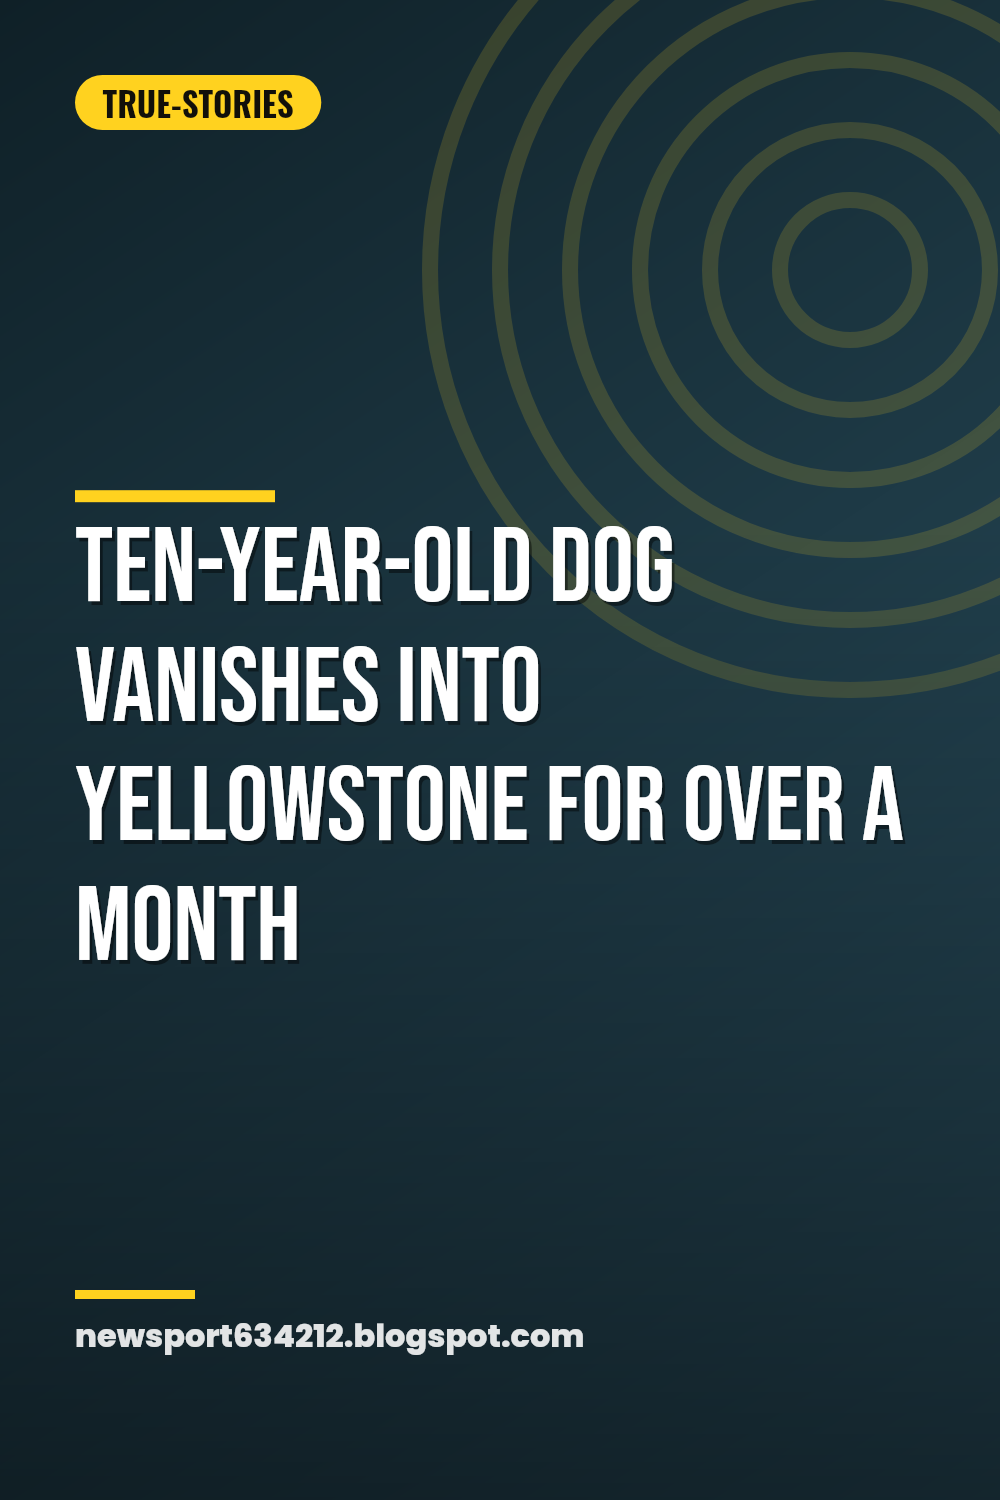 TRUE-STORIES
TEN-YEAR-OLD DOG
VANISHES INTO
YELLOWSTONE FOR OVER A
MONTH
newsport634212.blogspot.com